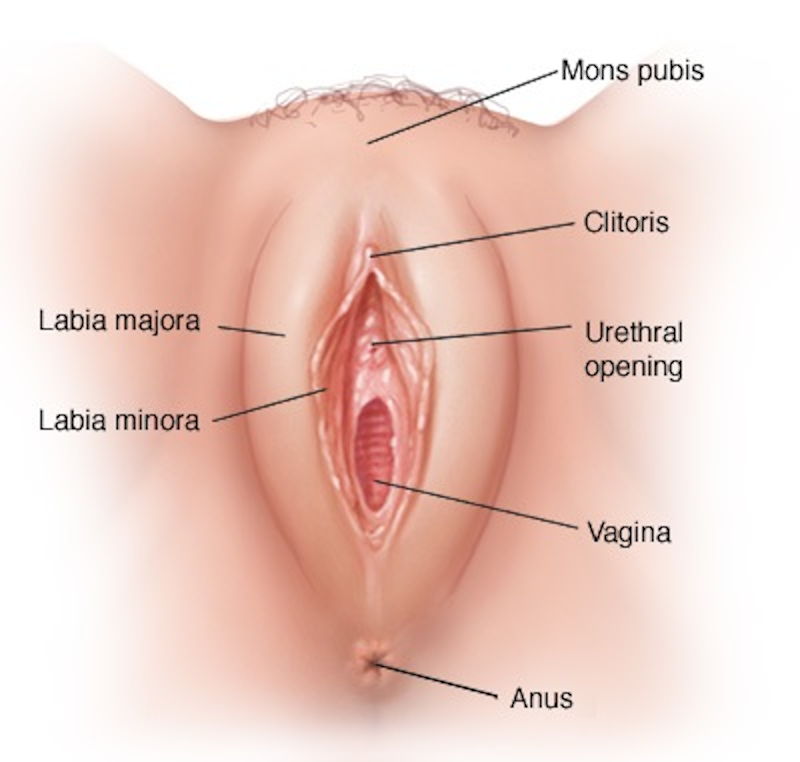 Mons pubis
Clitoris
Labia majora
Urethral
opening
Labia minora
Vagina
Anus